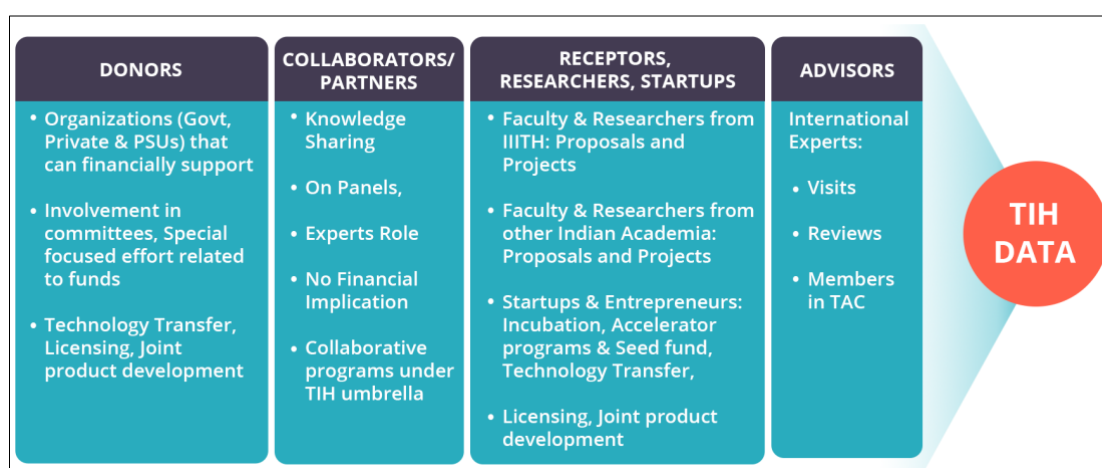 DONORS
• Organizations (Govt,
Private & PSUs) that
can financially support
• Involvement in
committees, Special
focused effort related
to funds
• Technology Transfer,
Licensing, Joint
product development
COLLABORATORS/
PARTNERS
• Knowledge
Sharing
• On Panels,
• Experts Role
• No Financial
Implication
• Collaborative
programs under
TIH umbrella
RECEPTORS,
RESEARCHERS, STARTUPS
• Faculty & Researchers from
IIITH: Proposals and
Projects
• Faculty & Researchers from
other Indian Academia:
Proposals and Projects
• Startups & Entrepreneurs:
Incubation, Accelerator
programs & Seed fund,
Technology Transfer,
• Licensing, Joint product
development
ADVISORS
International
Experts:
• Visits
• Reviews
• Members
in TAC
TIH
DATA